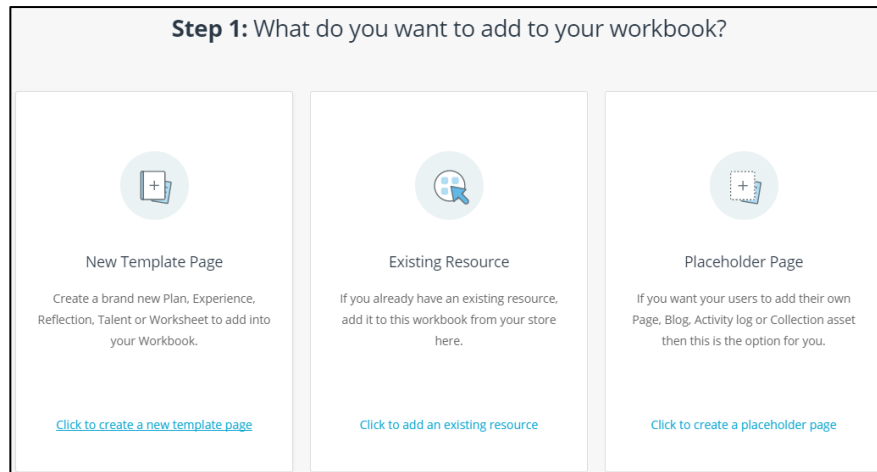 Step 1: What do you want to add to your workbook?
New Template Page
Create a brand new Plan, Experience,
Reflection, Talent or Worksheet to add into
your Workbook.
Click to create a new template page
Existing Resource
If you already have an existing resource,
add it to this workbook from your store
here.
Click to add an existing resource
Placeholder Page
If you want your users to add their own
Page, Blog, Activity log or Collection asset
then this is the option for you.
Click to create a placeholder page